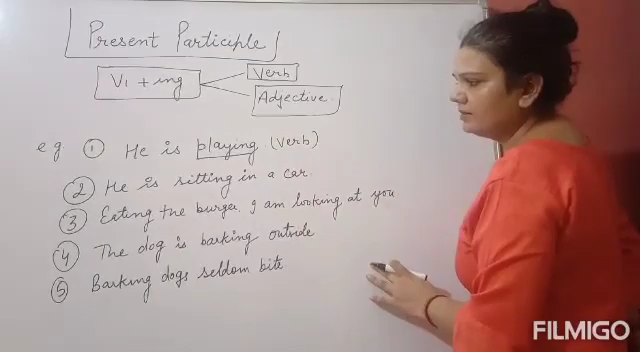 Present Participle
V1 + ing
Verb
Adjective
eg ① He is playing (Verb)
② He is sitting in a car.
③ Eating the burger, I am looking at you
④ The dog is barking outside
⑤ Barking dogs seldom bite
FILMIGO